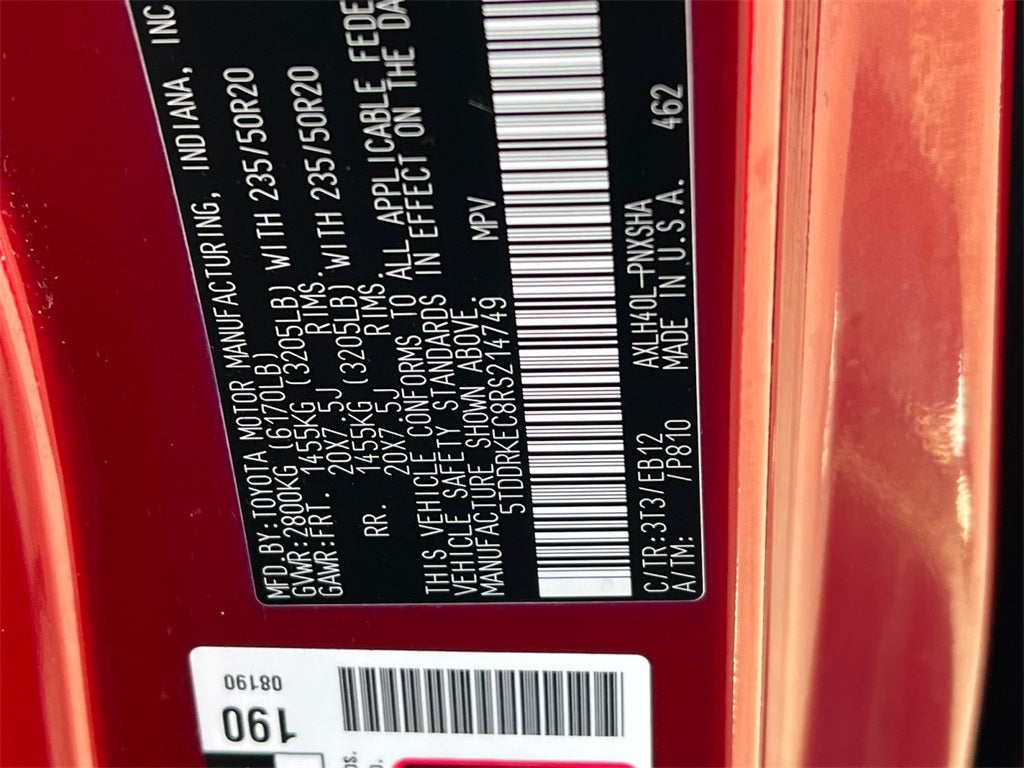 MFD.BY:TOYOTA MOTOR MANUFACTURING, INDIANA, INC
GVWR:2800KG (6170LB)
GAWR:FRT. 1455KG (3205LB) WITH 235/50R20
20X7.5J RIMS.
RR. 1455KG (3205LB) WITH 235/50R20
20X7.5J RIMS.
THIS VEHICLE CONFORMS TO ALL APPLICABLE FEDE
VEHICLE SAFETY STANDARDS IN EFFECT ON THE DA
MANUFACTURE SHOWN ABOVE.
5TDDRKEC8RS214749 MPV
C/TR:3T3/EB12 AXLH40L-PNXSHA 462
A/TM: /P810 MADE IN U.S.A.
08190
190